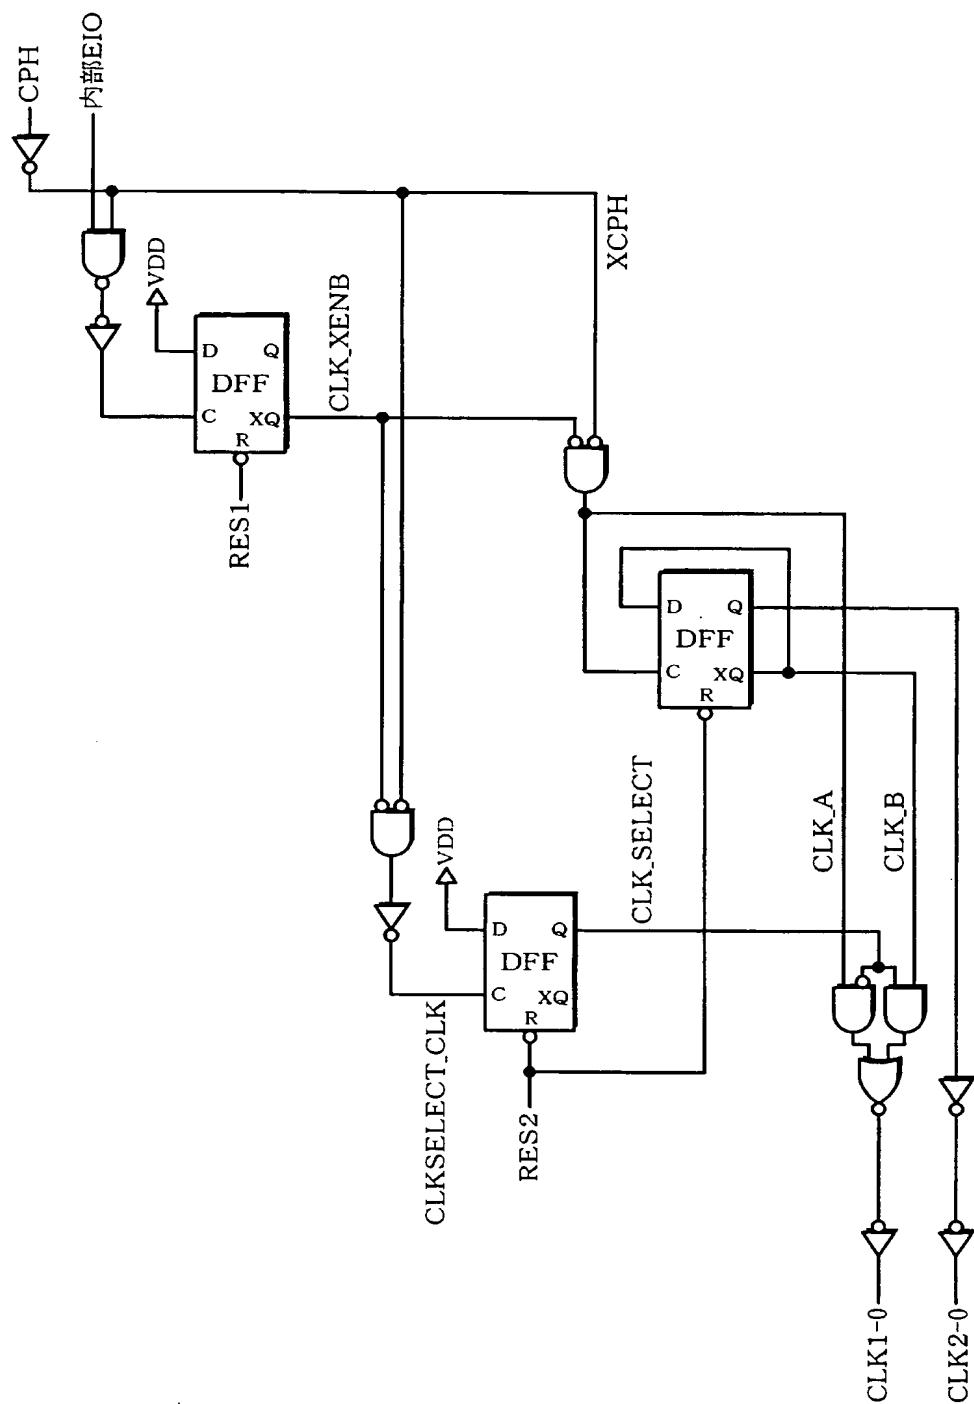 CPH
内部EIO
VDD
D
Q
DFF
C
XQ
R
RES1
CLK_XENB
XCPH
D
Q
DFF
C
XQ
R
CLK_SELECT
VDD
D
Q
DFF
C
XQ
R
CLKSELECT_CLK
RES2
CLK_A
CLK_B
CLK1-0
CLK2-0